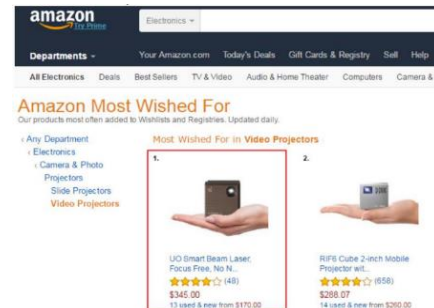 amazon
Try Prime
Electronics
Departments
Your Amazon.com Today's Deals Gift Cards & Registry Sell Help
All Electronics Deals Best Sellers TV & Video Audio & Home Theater Computers Camera &
Amazon Most Wished For
Our products most often added to Wishlists and Registries. Updated daily.
‹ Any Department
‹ Electronics
‹ Camera & Photo
Projectors
Slide Projectors
Video Projectors
Most Wished For in Video Projectors
1.
UO Smart Beam Laser.
Focus Free, No N...
(48)
$345.00
13 used & new from $170.00
2.
RIF6 Cube 2-inch Mobile
Projector wit...
(658)
$288.07
14 used & new from $260.00